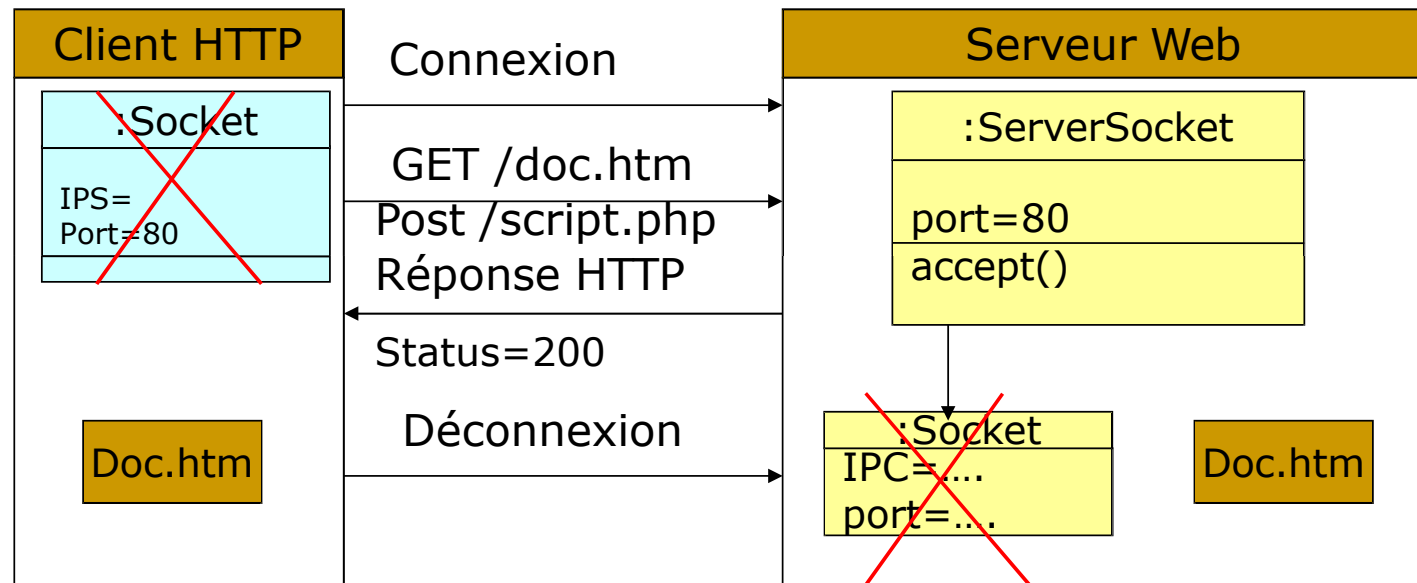 Client HTTP
:Socket
IPS=
Port=80
Doc.htm
Connexion
GET /doc.htm
Post /script.php
Réponse HTTP
Status=200
Déconnexion
Serveur Web
:ServerSocket
port=80
accept()
:Socket
IPC=....
port=....
Doc.htm